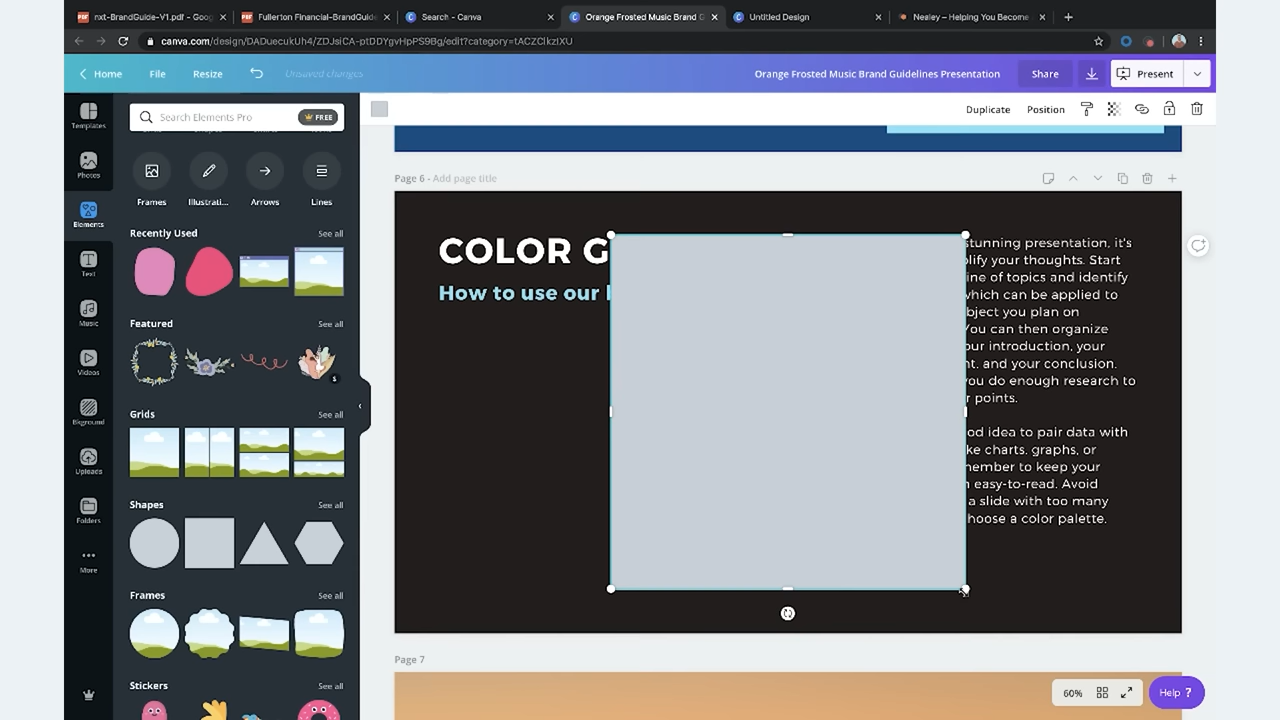 nxt-BrandGuide-V1.pdf - Goog
Fullerton Financial-BrandGuide
Search - Canva
Orange Frosted Music Brand G
Untitled Design
Nealey – Helping You Become
canva.com/design/DADuecukUh4/ZDJsiCA-ptDDYgvHpPS9Bg/edit?category=tACZCIkzIXU
Home
File
Resize
Unsaved changes
Orange Frosted Music Brand Guidelines Presentation
Share
Present
Duplicate
Position
Templates
Photos
Elements
Text
Music
Videos
Bkground
Uploads
Folders
More
Search Elements Pro
FREE
Frames
Illustrati...
Arrows
Lines
Recently Used
See all
Featured
See all
Grids
See all
Shapes
See all
Frames
See all
Stickers
See all
Page 6 - Add page title
COLOR G
How to use our
stunning presentation, it's
lify your thoughts. Start
ine of topics and identify
which can be applied to
bject you plan on
You can then organize
our introduction, your
nt, and your conclusion.
you do enough research to
r points.
od idea to pair data with
ke charts, graphs, or
member to keep your
n easy-to-read. Avoid
a slide with too many
hoose a color palette.
Page 7
60%
Help ?